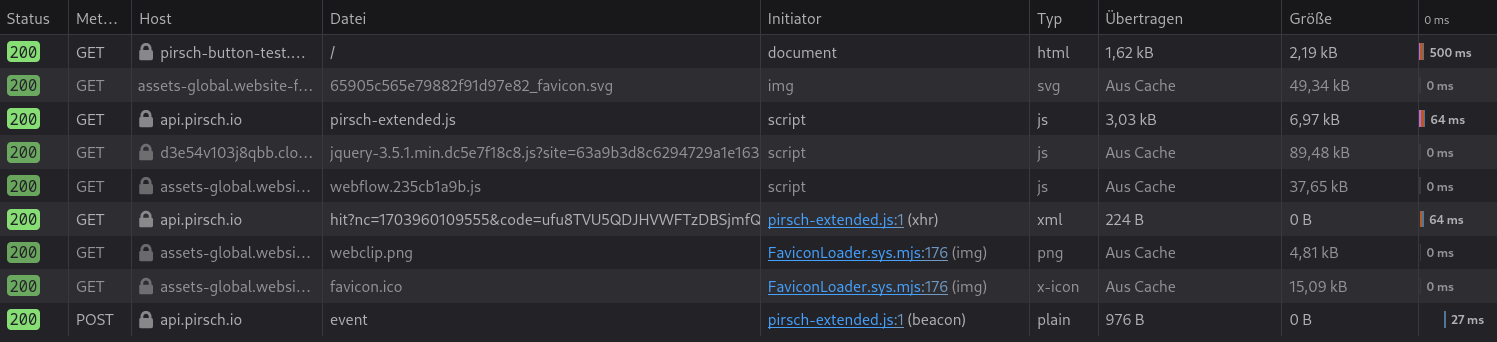 Status Met… Host Datei Initiator Typ Übertragen Größe 0 ms
200 GET pirsch-button-test.… / document html 1,62 kB 2,19 kB 500 ms
200 GET assets-global.website-f… 65905c565e79882f91d97e82_favicon.svg img svg Aus Cache 49,34 kB 0 ms
200 GET api.pirsch.io pirsch-extended.js script js 3,03 kB 6,97 kB 64 ms
200 GET d3e54v103j8qbb.clo… jquery-3.5.1.min.dc5e7f18c8.js?site=63a9b3d8c6294729a1e163 script js Aus Cache 89,48 kB 0 ms
200 GET assets-global.websi… webflow.235cb1a9b.js script js Aus Cache 37,65 kB 0 ms
200 GET api.pirsch.io hit?nc=1703960109555&code=ufu8TVU5QDJHVWFTzDBSjmfQ pirsch-extended.js:1 (xhr) xml 224 B 0 B 64 ms
200 GET assets-global.websi… webclip.png FaviconLoader.sys.mjs:176 (img) png Aus Cache 4,81 kB 0 ms
200 GET assets-global.websi… favicon.ico FaviconLoader.sys.mjs:176 (img) x-icon Aus Cache 15,09 kB 0 ms
200 POST api.pirsch.io event pirsch-extended.js:1 (beacon) plain 976 B 0 B 27 ms